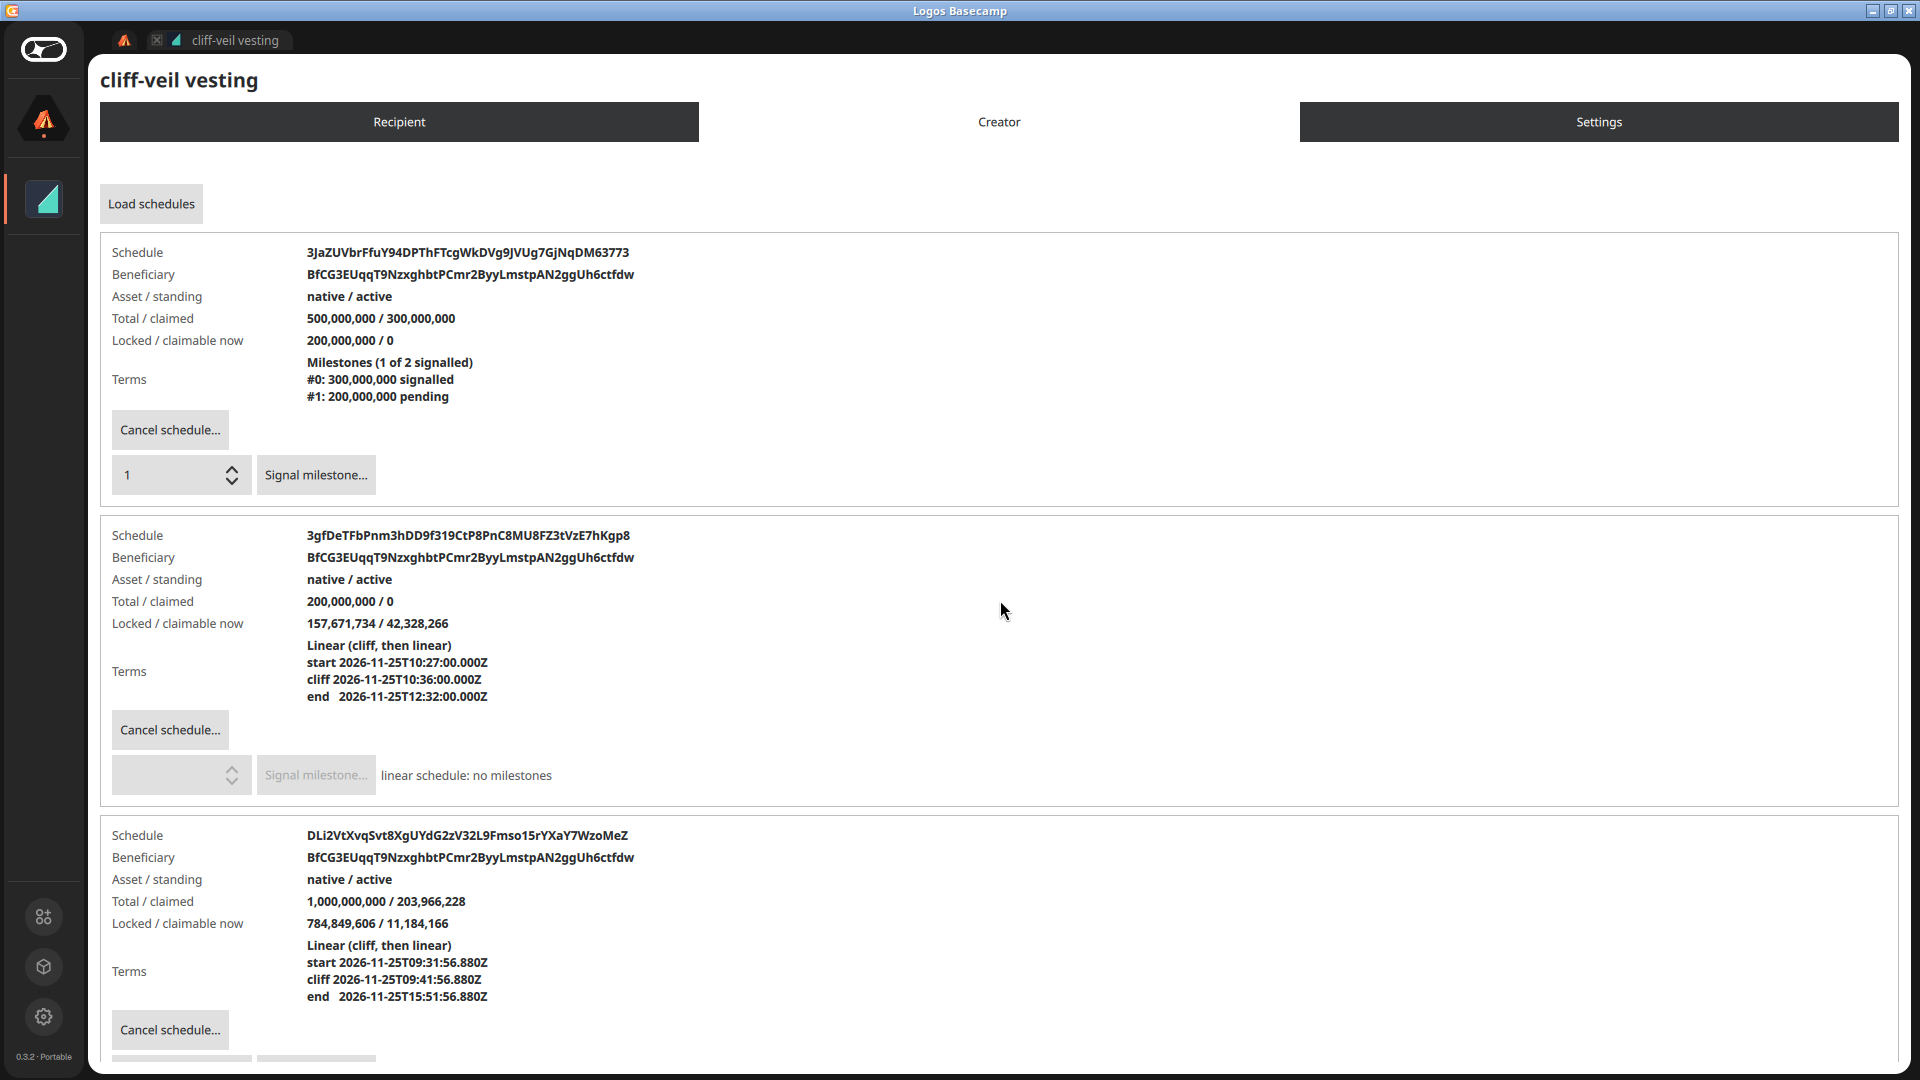 Logos Basecamp
cliff-veil vesting
cliff-veil vesting
Recipient
Creator
Settings
Load schedules
Schedule 3JaZUVbrFfuY94DPThFTcgWkDVg9JVUg7GjNqDM63773
Beneficiary BfCG3EUqqT9NzxghbtPCmr2ByyLmstpAN2ggUh6ctfdw
Asset / standing native / active
Total / claimed 500,000,000 / 300,000,000
Locked / claimable now 200,000,000 / 0
Terms Milestones (1 of 2 signalled)
#0: 300,000,000 signalled
#1: 200,000,000 pending
Cancel schedule...
1 Signal milestone...
Schedule 3gfDeTFbPnm3hDD9f319CtP8PnC8MU8FZ3tVzE7hKgp8
Beneficiary BfCG3EUqqT9NzxghbtPCmr2ByyLmstpAN2ggUh6ctfdw
Asset / standing native / active
Total / claimed 200,000,000 / 0
Locked / claimable now 157,671,734 / 42,328,266
Terms Linear (cliff, then linear)
start 2026-11-25T10:27:00.000Z
cliff 2026-11-25T10:36:00.000Z
end 2026-11-25T12:32:00.000Z
Cancel schedule...
Signal milestone... linear schedule: no milestones
Schedule DLi2VtXvqSvt8XgUYdG2zV32L9Fmso15rYXaY7WzoMeZ
Beneficiary BfCG3EUqqT9NzxghbtPCmr2ByyLmstpAN2ggUh6ctfdw
Asset / standing native / active
Total / claimed 1,000,000,000 / 203,966,228
Locked / claimable now 784,849,606 / 11,184,166
Terms Linear (cliff, then linear)
start 2026-11-25T09:31:56.880Z
cliff 2026-11-25T09:41:56.880Z
end 2026-11-25T15:51:56.880Z
Cancel schedule...
0.3.2 · Portable